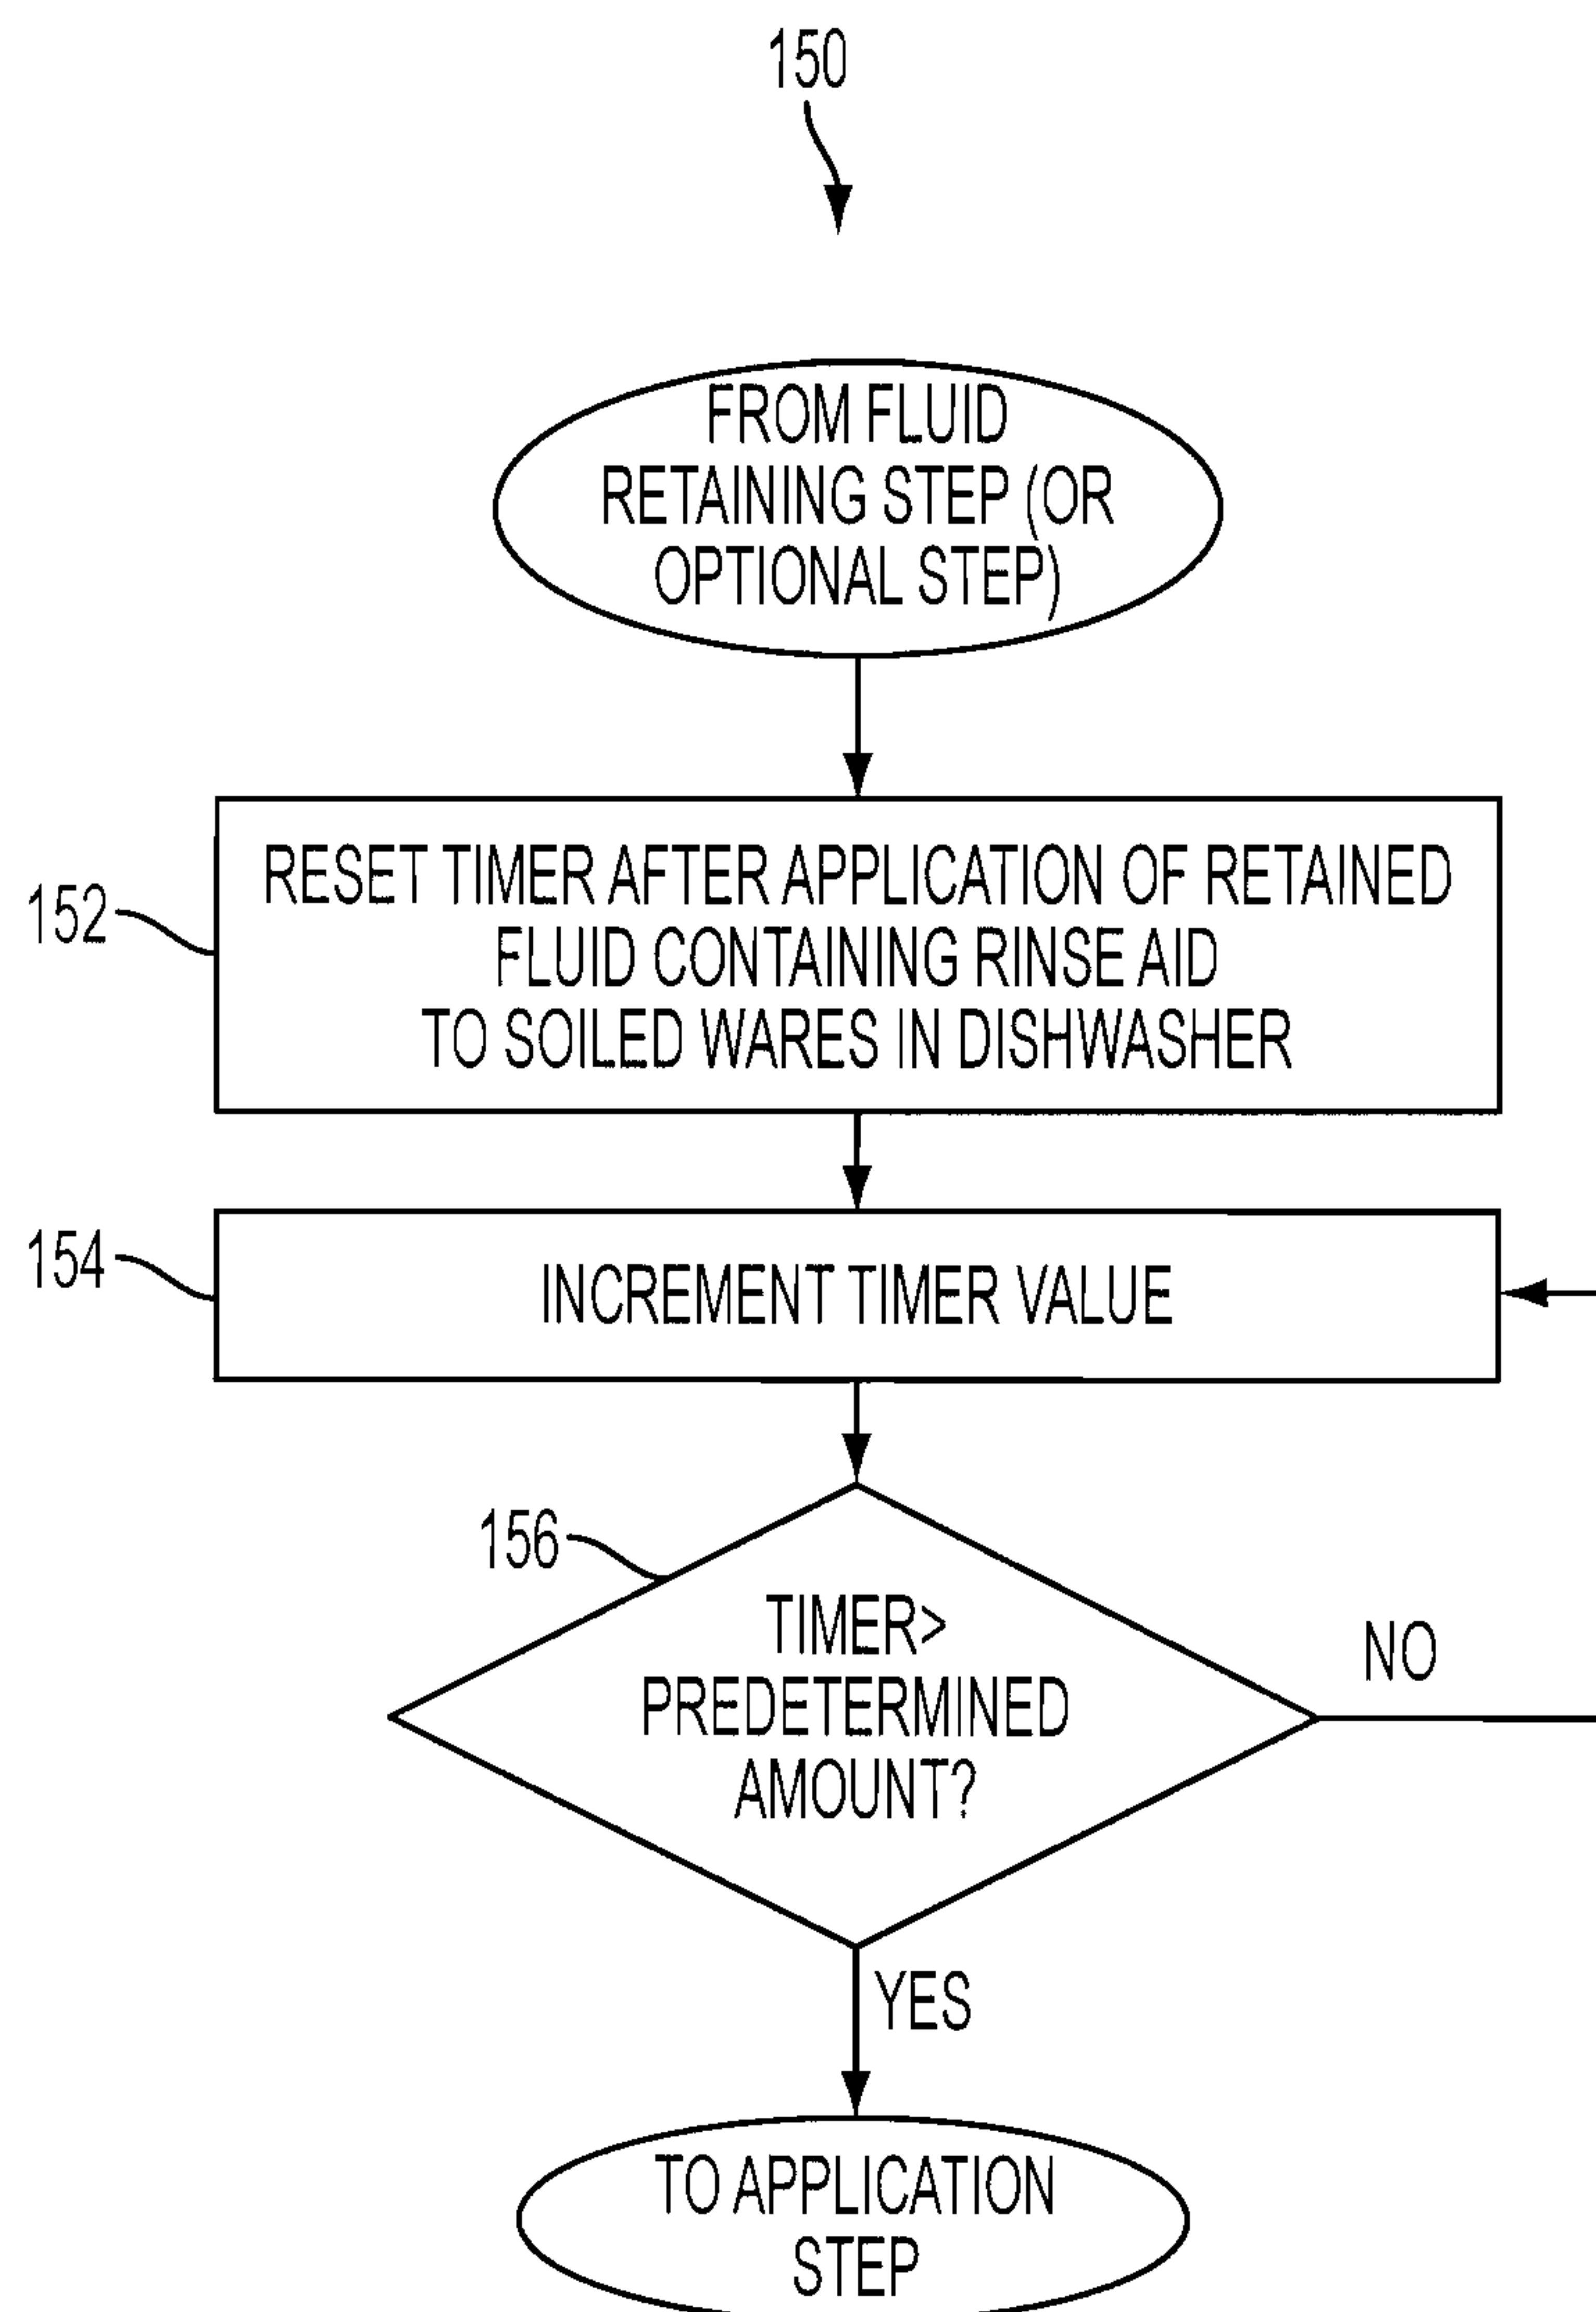 150
FROM FLUID
RETAINING STEP (OR
OPTIONAL STEP)
152
RESET TIMER AFTER APPLICATION OF RETAINED
FLUID CONTAINING RINSE AID
TO SOILED WARES IN DISHWASHER
154
INCREMENT TIMER VALUE
156
TIMER>
PREDETERMINED
AMOUNT?
NO
YES
TO APPLICATION
STEP